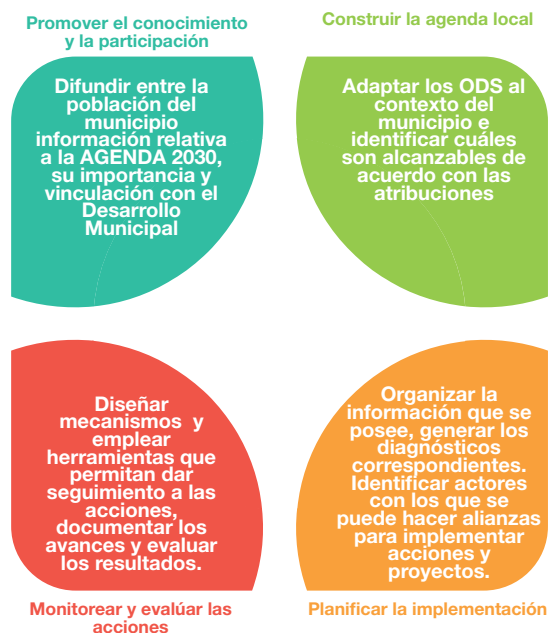 Promover el conocimiento
y la participación
Difundir entre la
población del
municipio
información relativa
a la AGENDA 2030,
su importancia y
vinculación con el
Desarrollo
Municipal
Construir la agenda local
Adaptar los ODS al
contexto del
municipio e
identificar cuáles
son alcanzables de
acuerdo con las
atribuciones
Diseñar
mecanismos y
emplear
herramientas que
permitan dar
seguimiento a las
acciones,
documentar los
avances y evaluar
los resultados.
Monitorear y evalúar las
acciones
Organizar la
información que se
posee, generar los
diagnósticos
correspondientes.
Identificar actores
con los que se
puede hacer alianzas
para implementar
acciones y
proyectos.
Planificar la implementación